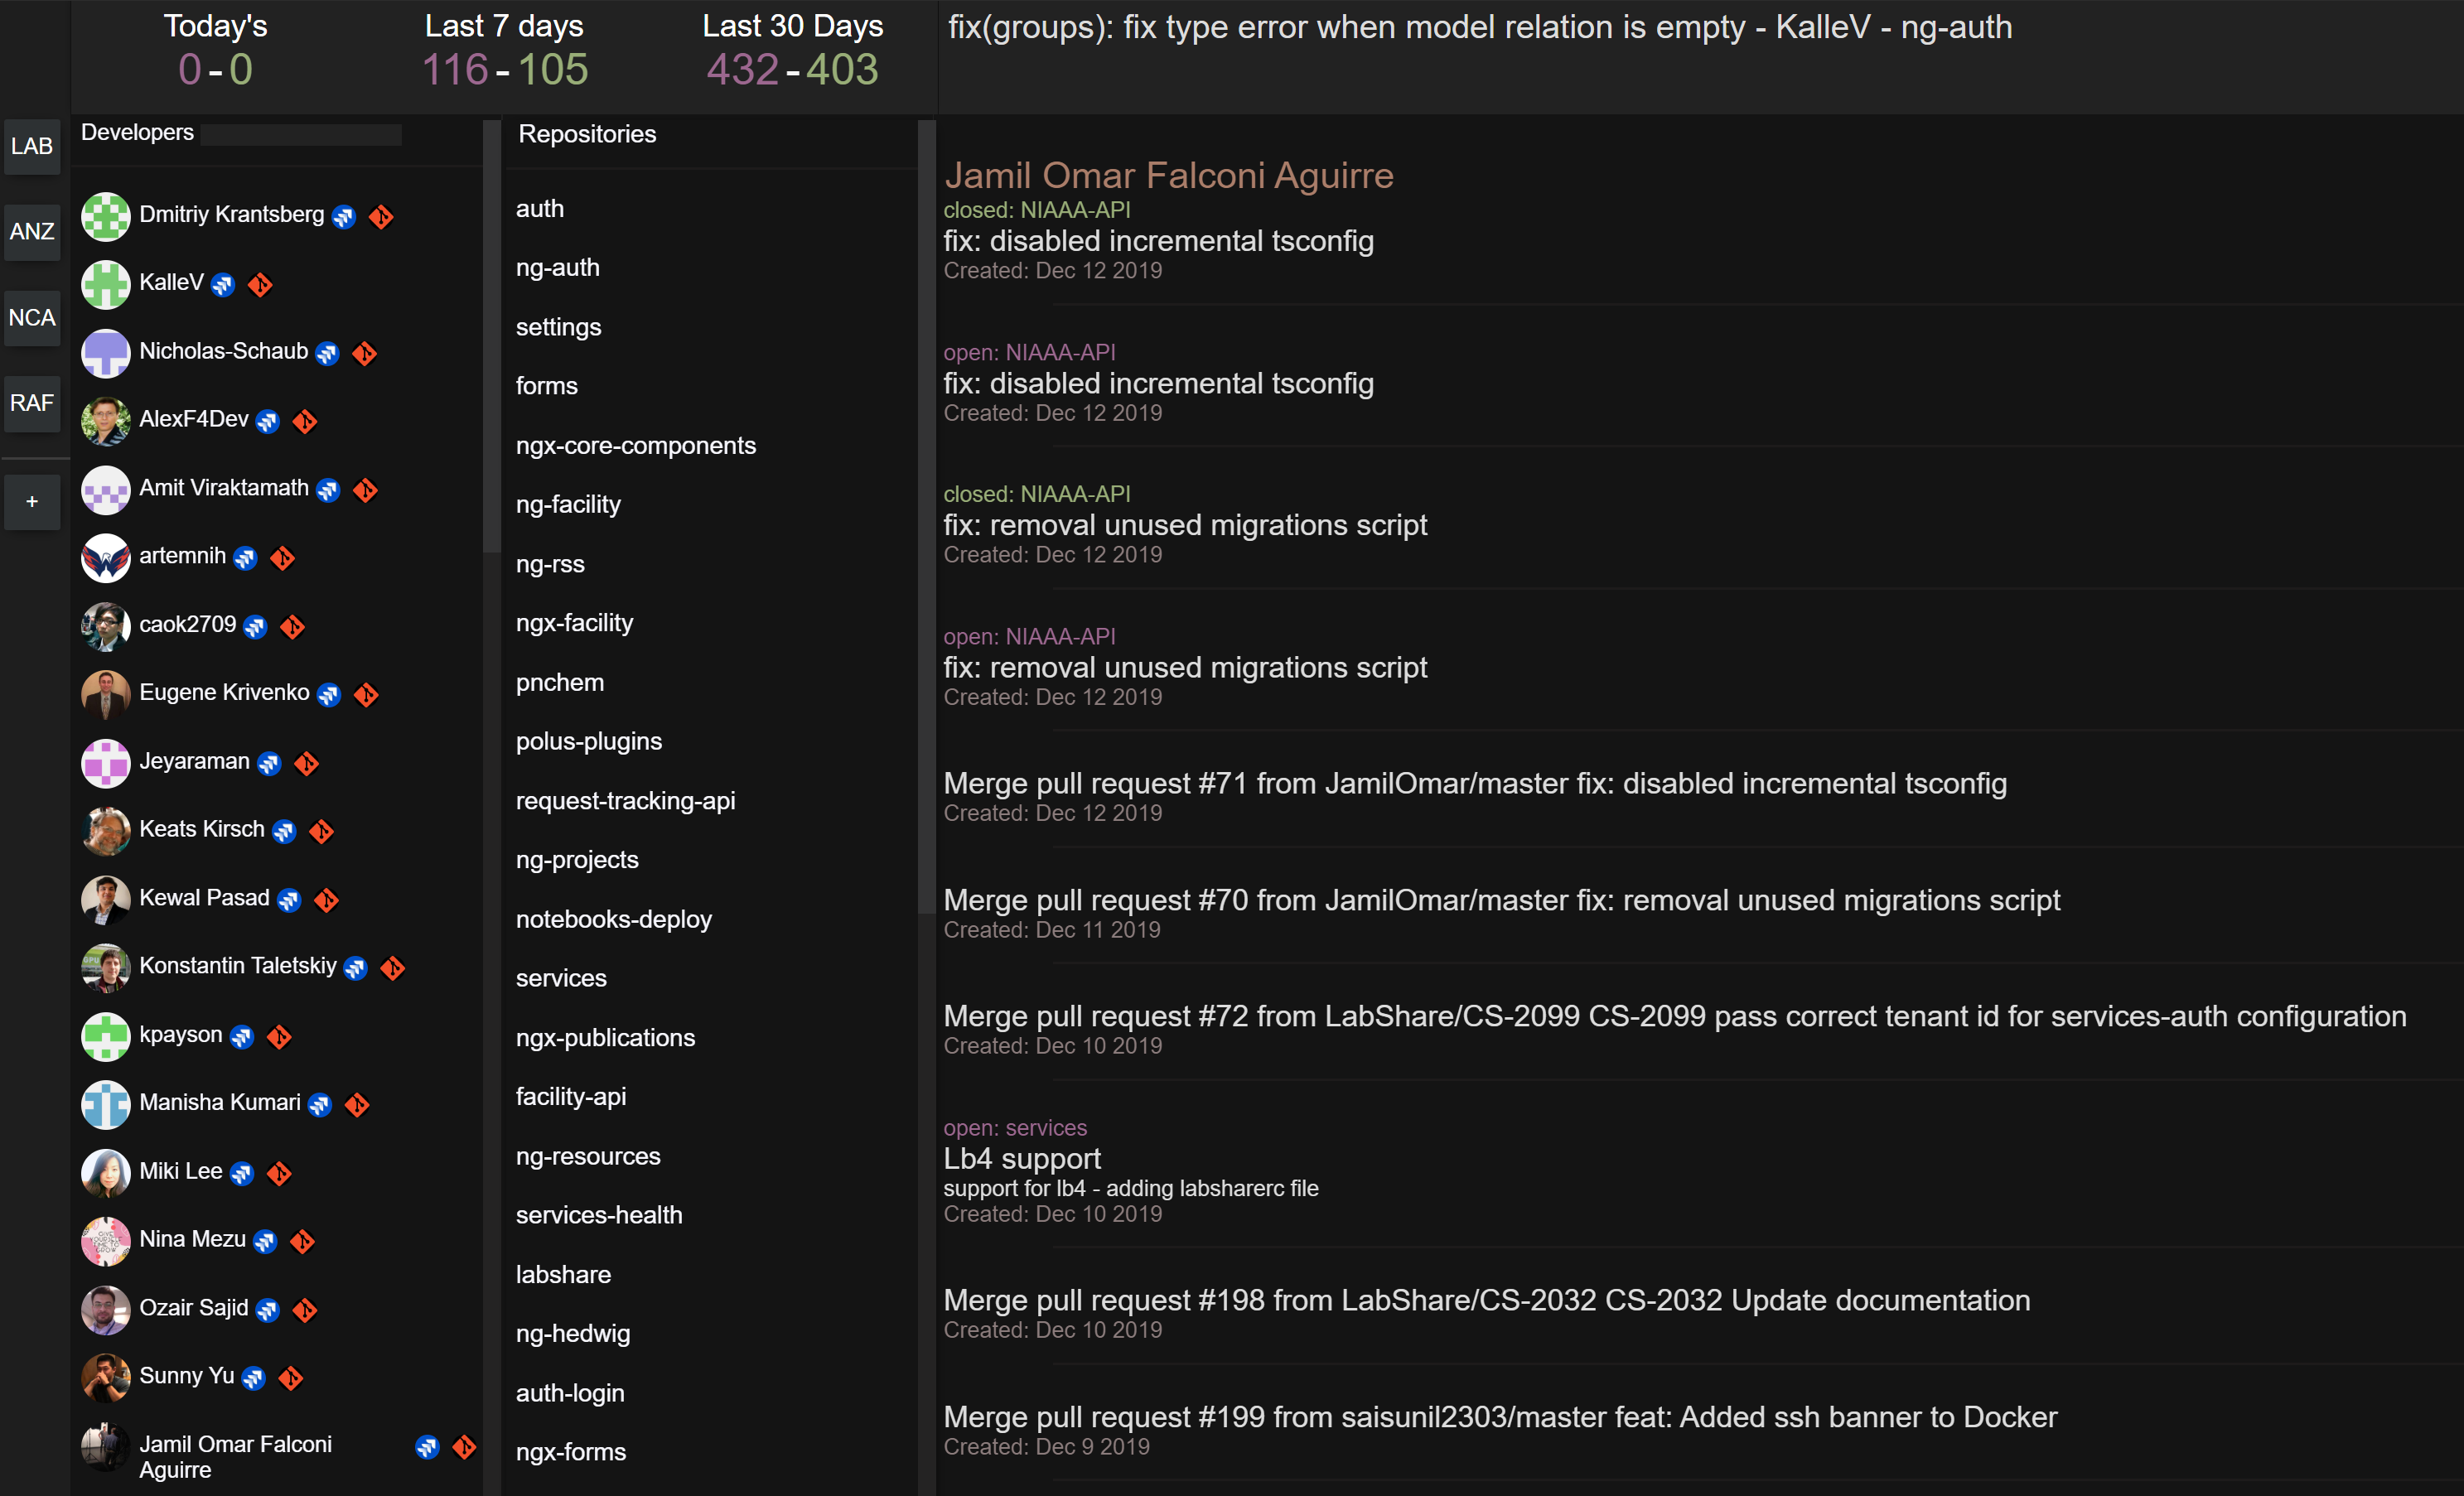 Today's
0-0
Last 7 days
116-105
Last 30 Days
432-403
fix(groups): fix type error when model relation is empty - KalleV - ng-auth
LAB
ANZ
NCA
RAF
+
Developers
Dmitriy Krantsberg
KalleV
Nicholas-Schaub
AlexF4Dev
Amit Viraktamath
artemnih
caok2709
Eugene Krivenko
Jeyaraman
Keats Kirsch
Kewal Pasad
Konstantin Taletskiy
kpayson
Manisha Kumari
Miki Lee
Nina Mezu
Ozair Sajid
Sunny Yu
Jamil Omar Falconi
Aguirre
Repositories
auth
ng-auth
settings
forms
ngx-core-components
ng-facility
ng-rss
ngx-facility
pnchem
polus-plugins
request-tracking-api
ng-projects
notebooks-deploy
services
ngx-publications
facility-api
ng-resources
services-health
labshare
ng-hedwig
auth-login
ngx-forms
Jamil Omar Falconi Aguirre
closed: NIAAA-API
fix: disabled incremental tsconfig
Created: Dec 12 2019
open: NIAAA-API
fix: disabled incremental tsconfig
Created: Dec 12 2019
closed: NIAAA-API
fix: removal unused migrations script
Created: Dec 12 2019
open: NIAAA-API
fix: removal unused migrations script
Created: Dec 12 2019
Merge pull request #71 from JamilOmar/master fix: disabled incremental tsconfig
Created: Dec 12 2019
Merge pull request #70 from JamilOmar/master fix: removal unused migrations script
Created: Dec 11 2019
Merge pull request #72 from LabShare/CS-2099 CS-2099 pass correct tenant id for services-auth configuration
Created: Dec 10 2019
open: services
Lb4 support
support for lb4 - adding labsharerc file
Created: Dec 10 2019
Merge pull request #198 from LabShare/CS-2032 CS-2032 Update documentation
Created: Dec 10 2019
Merge pull request #199 from saisunil2303/master feat: Added ssh banner to Docker
Created: Dec 9 2019